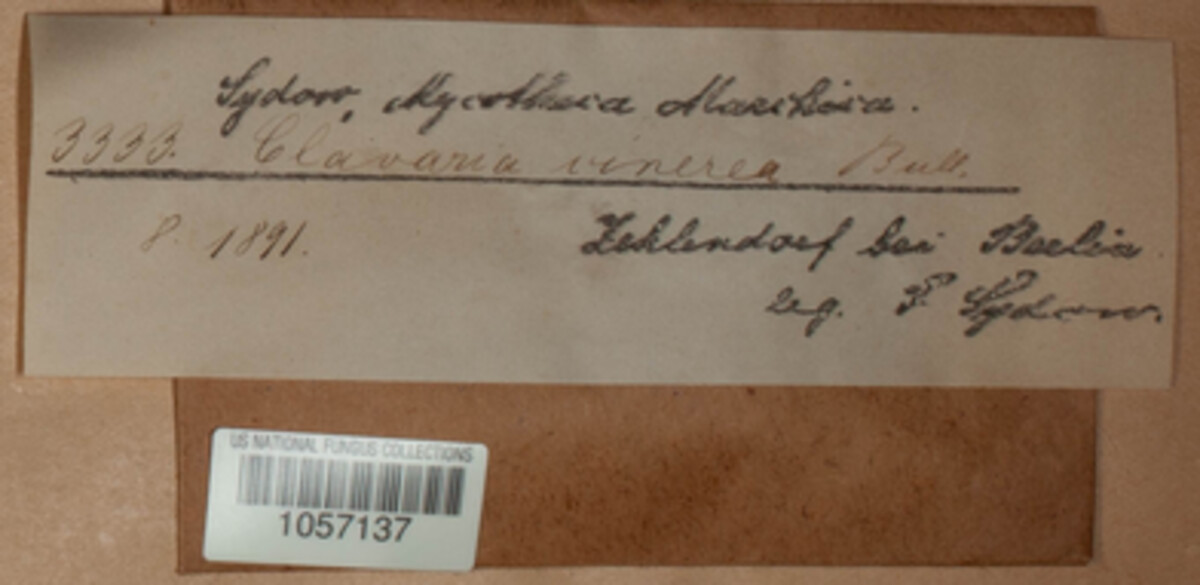 Sydow, Mycotheca Marchica.
3333. Clavaria cinerea Bull.
8. 1891.
Zehlendorf bei Berlin.
leg. P. Sydow.
US NATIONAL FUNGUS COLLECTIONS
1057137